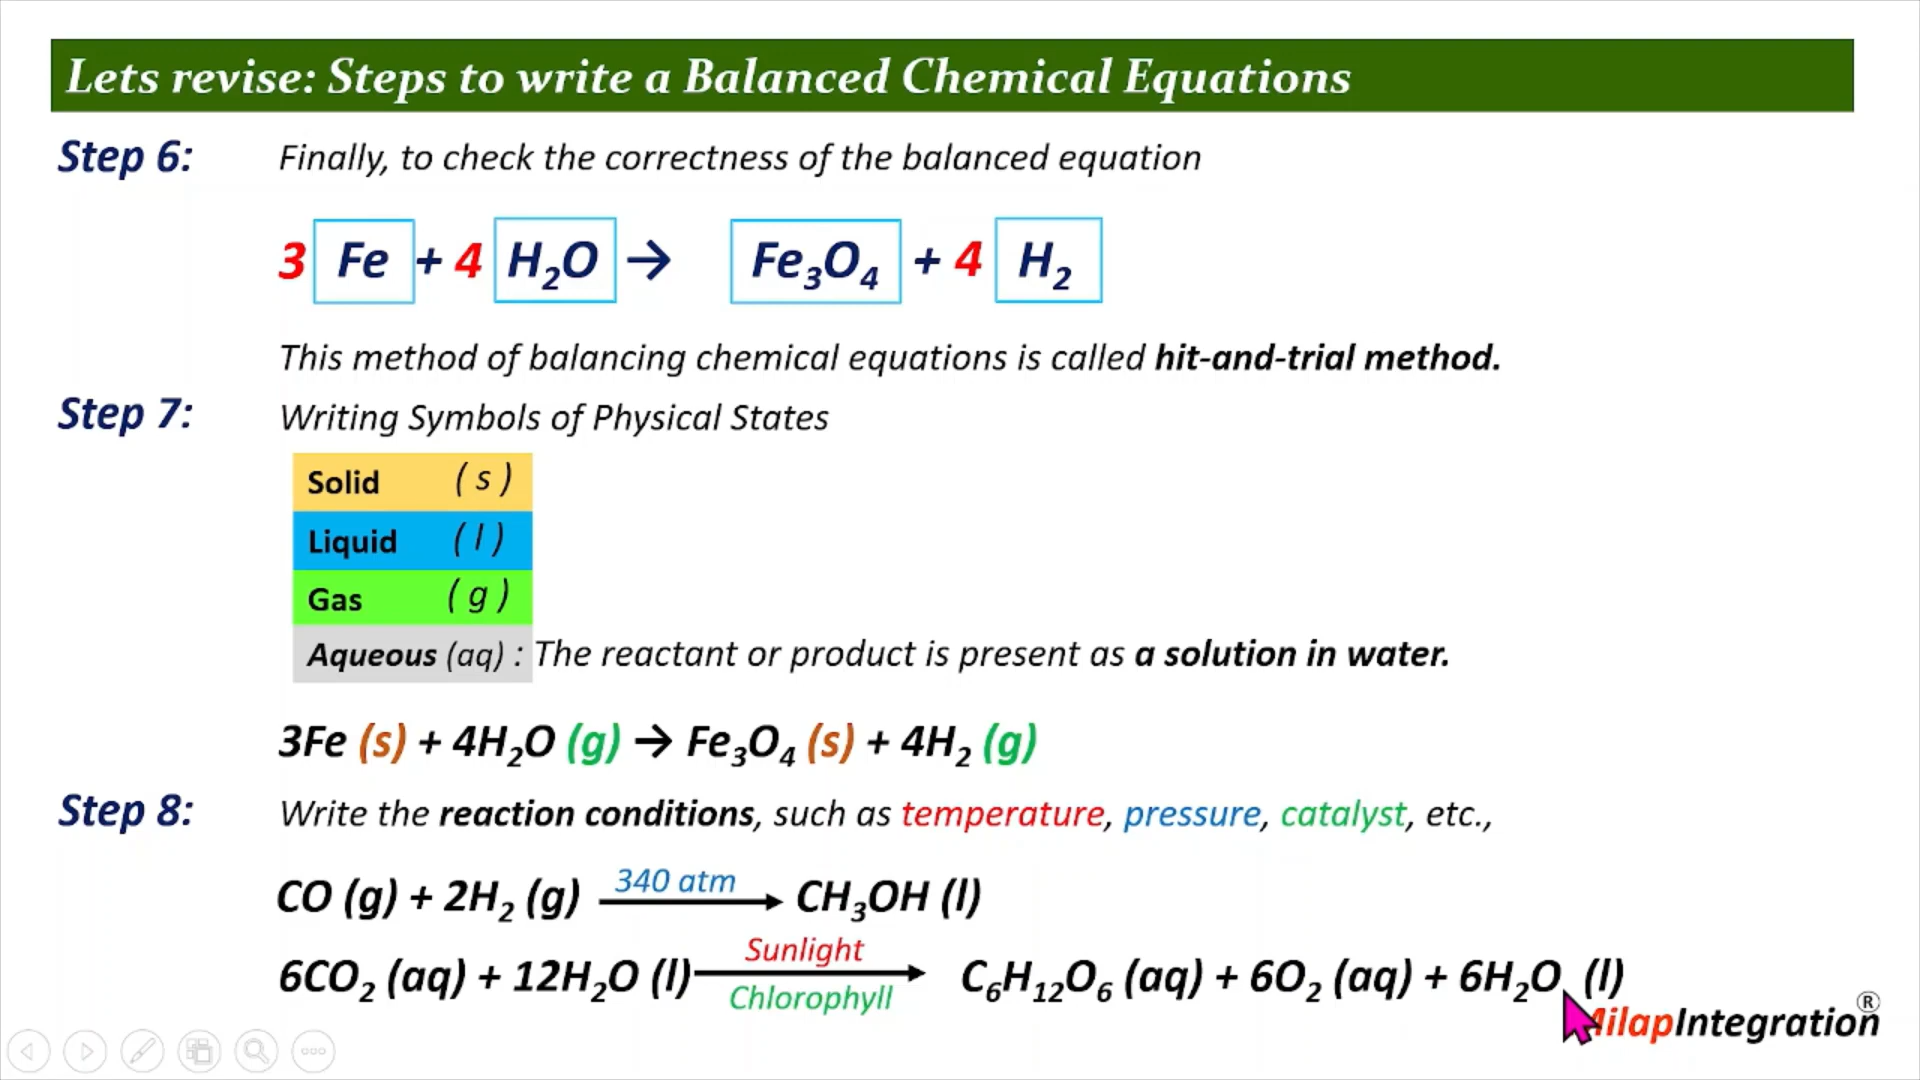 Lets revise: Steps to write a Balanced Chemical Equations
Step 6: Finally, to check the correctness of the balanced equation
3 Fe + 4 H₂O → Fe₃O₄ + 4 H₂
This method of balancing chemical equations is called hit-and-trial method.
Step 7: Writing Symbols of Physical States
Solid ( s )
Liquid ( l )
Gas ( g )
Aqueous (aq) : The reactant or product is present as a solution in water.
3Fe (s) + 4H₂O (g) → Fe₃O₄ (s) + 4H₂ (g)
Step 8: Write the reaction conditions, such as temperature, pressure, catalyst, etc.,
340 atm
CO (g) + 2H₂ (g) → CH₃OH (l)
Sunlight
6CO₂ (aq) + 12H₂O (l) → C₆H₁₂O₆ (aq) + 6O₂ (aq) + 6H₂O (l)
Chlorophyll
MilapIntegration ®